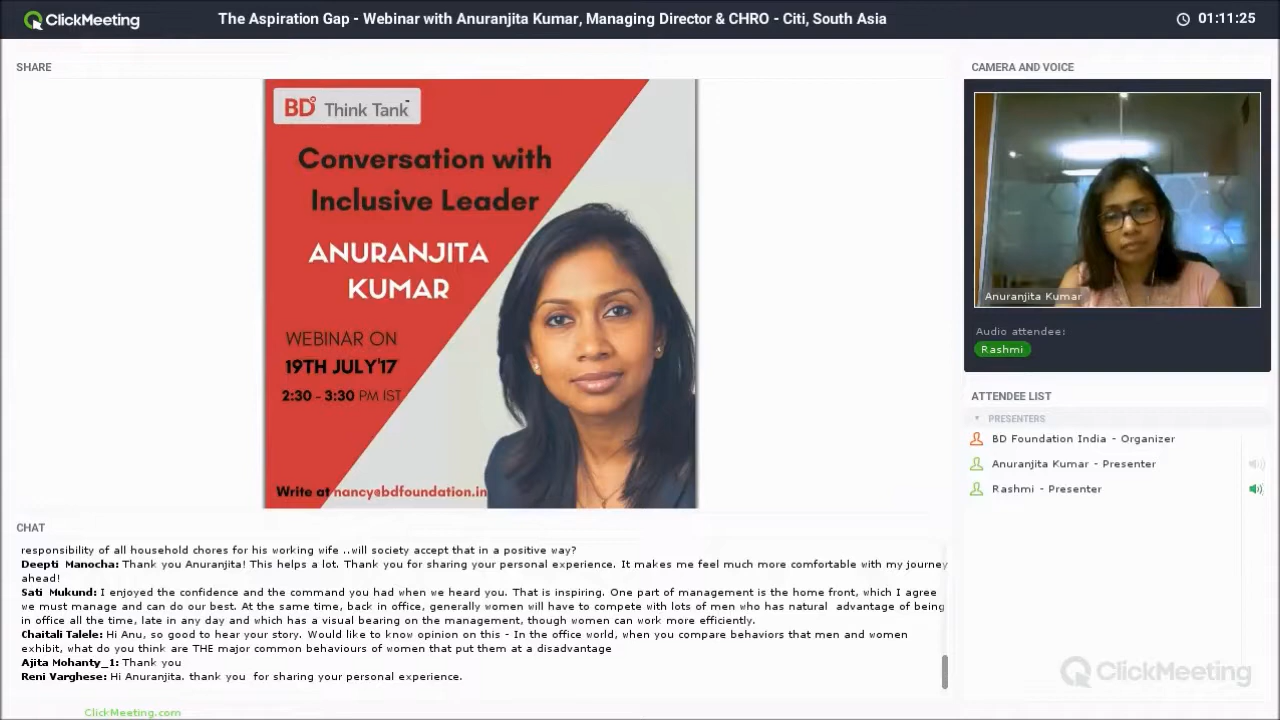 ClickMeeting
The Aspiration Gap - Webinar with Anuranjita Kumar, Managing Director & CHRO - Citi, South Asia
01:11:25
SHARE
BD Think Tank
Conversation with
Inclusive Leader
ANURANJITA
KUMAR
WEBINAR ON
19TH JULY'17
2:30 - 3:30 PM IST
Write at nancy@bdfoundation.in
CAMERA AND VOICE
Anuranjita Kumar
Audio attendee:
Rashmi
ATTENDEE LIST
PRESENTERS
BD Foundation India - Organizer
Anuranjita Kumar - Presenter
Rashmi - Presenter
CHAT
responsibility of all household chores for his working wife ..will society accept that in a positive way?
Deepti Manocha: Thank you Anuranjita! This helps a lot. Thank you for sharing your personal experience. It makes me feel much more comfortable with my journey
ahead!
Sati Mukund: I enjoyed the confidence and the command you had when we heard you. That is inspiring. One part of management is the home front, which I agree
we must manage and can do our best. At the same time, back in office, generally women will have to compete with lots of men who has natural advantage of being
in office all the time, late in any day and which has a visual bearing on the management, though women can work more efficiently.
Chaitali Talele: Hi Anu, so good to hear your story. Would like to know opinion on this - In the office world, when you compare behaviors that men and women
exhibit, what do you think are THE major common behaviours of women that put them at a disadvantage
Ajita Mohanty_1: Thank you
Reni Varghese: Hi Anuranjita. thank you for sharing your personal experience.
ClickMeeting
ClickMeeting.com